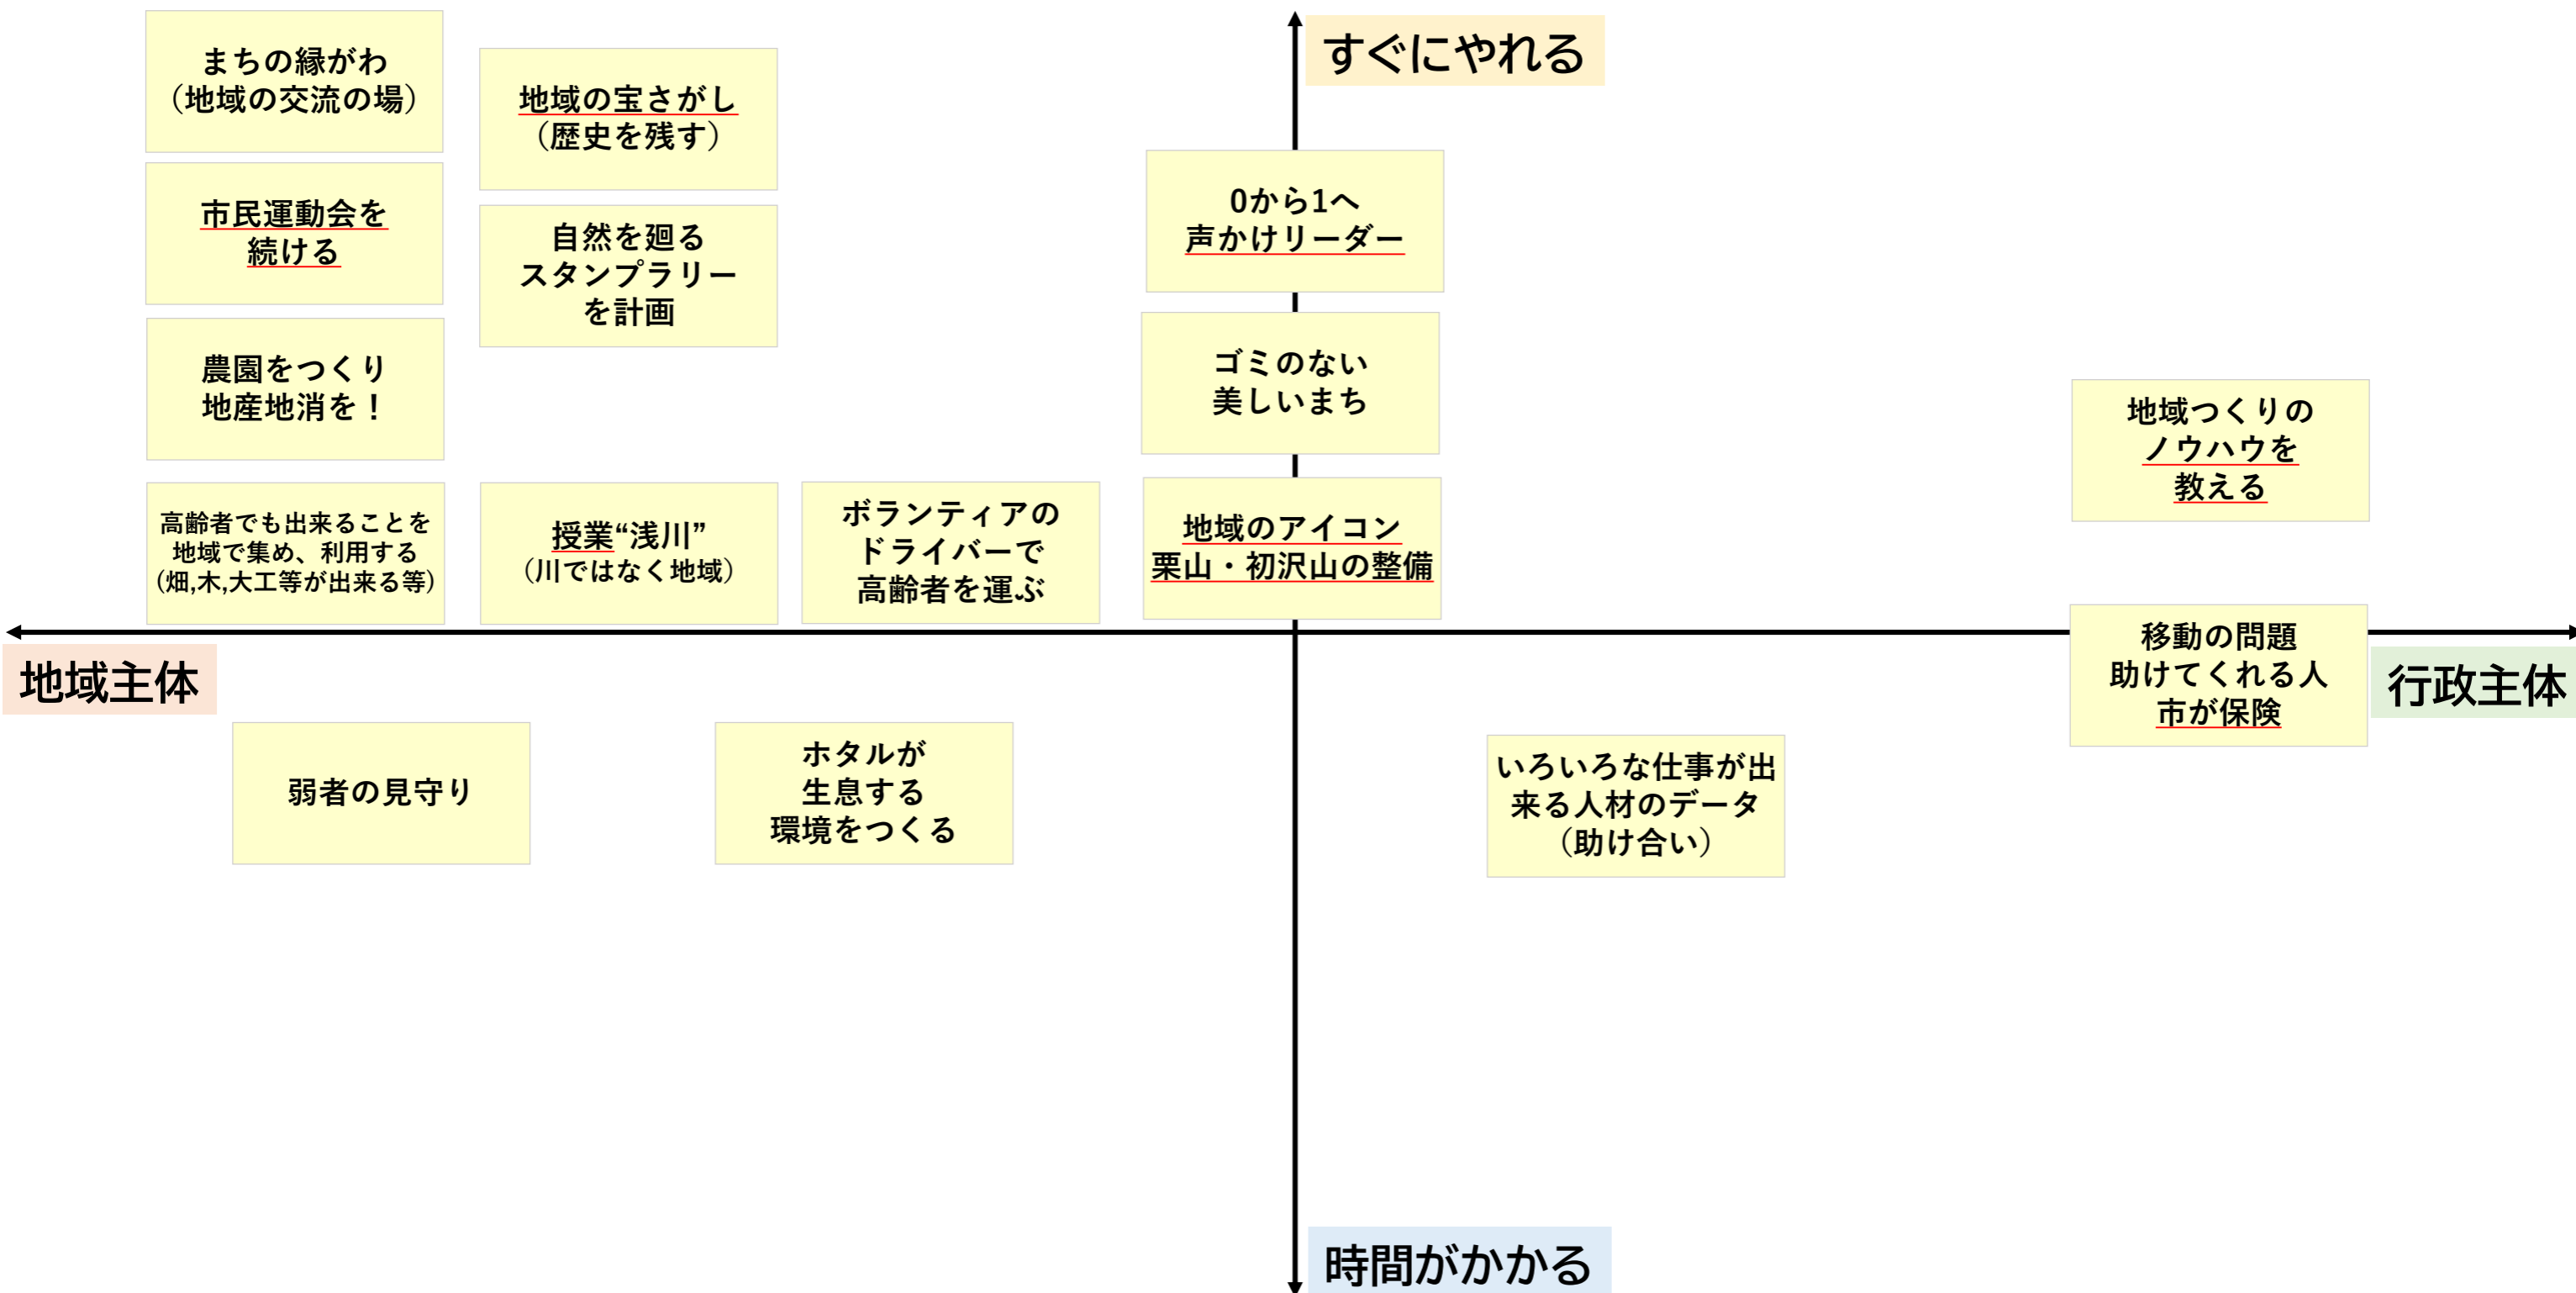 すぐにやれる
まちの縁がわ
（地域の交流の場）
地域の宝さがし
（歴史を残す）
市民運動会を
続ける
自然を廻る
スタンプラリー
を計画
0から1へ
声かけリーダー
農園をつくり
地産地消を！
ゴミのない
美しいまち
地域つくりの
ノウハウを
教える
高齢者でも出来ることを
地域で集め、利用する
(畑,木,大工等が出来る等)
授業“浅川”
（川ではなく地域）
ボランティアの
ドライバーで
高齢者を運ぶ
地域のアイコン
栗山・初沢山の整備
移動の問題
助けてくれる人
市が保険
地域主体
行政主体
弱者の見守り
ホタルが
生息する
環境をつくる
いろいろな仕事が出
来る人材のデータ
（助け合い）
時間がかかる